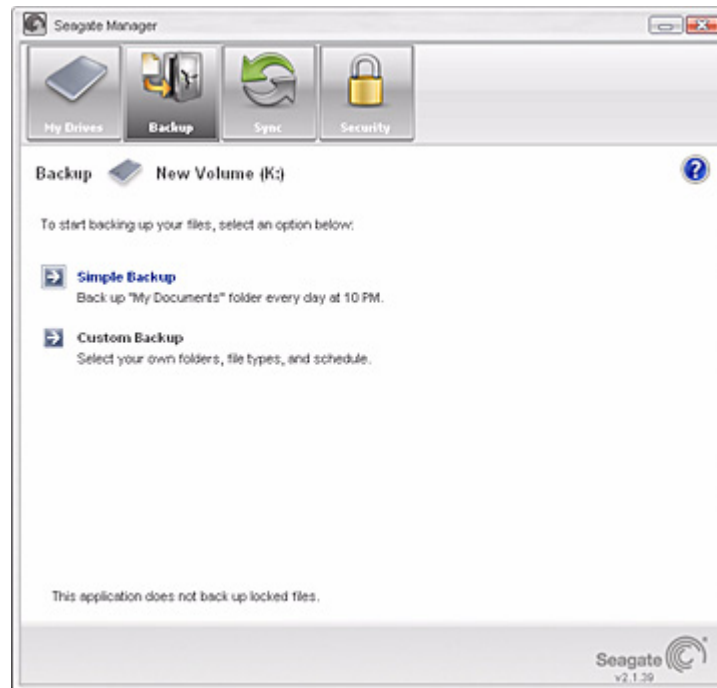 Seagate Manager
My Drives Backup Sync Security
Backup New Volume (K:)
?
To start backing up your files, select an option below:
Simple Backup
Back up "My Documents" folder every day at 10 PM.
Custom Backup
Select your own folders, file types, and schedule.
This application does not back up locked files.
Seagate
v2.1.39